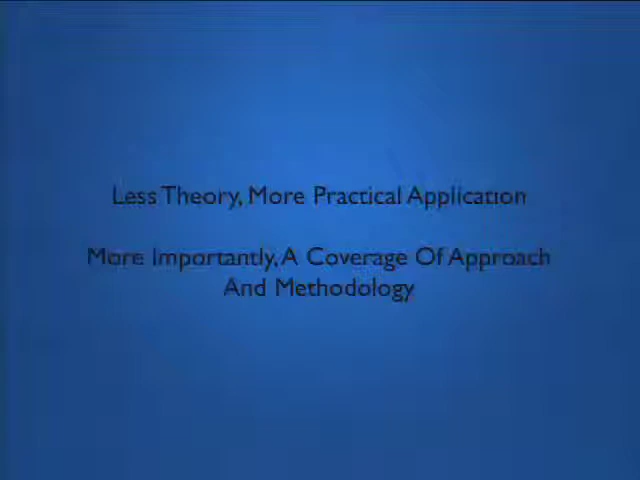 Less Theory, More Practical Application
More Importantly, A Coverage Of Approach
And Methodology